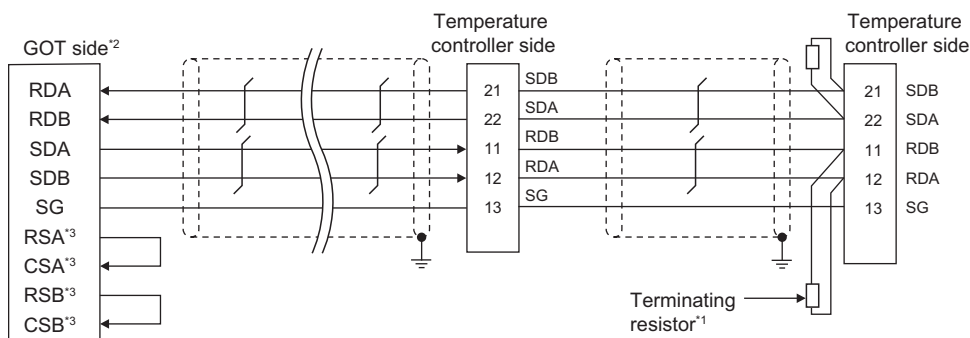 GOT side*2
Temperature
controller side
Temperature
controller side
RDA
21
SDB
21
SDB
RDB
22
SDA
22
SDA
SDA
11
RDB
11
RDB
SDB
12
RDA
12
RDA
SG
13
SG
13
SG
RSA*3
CSA*3
RSB*3
CSB*3
Terminating
resistor*1